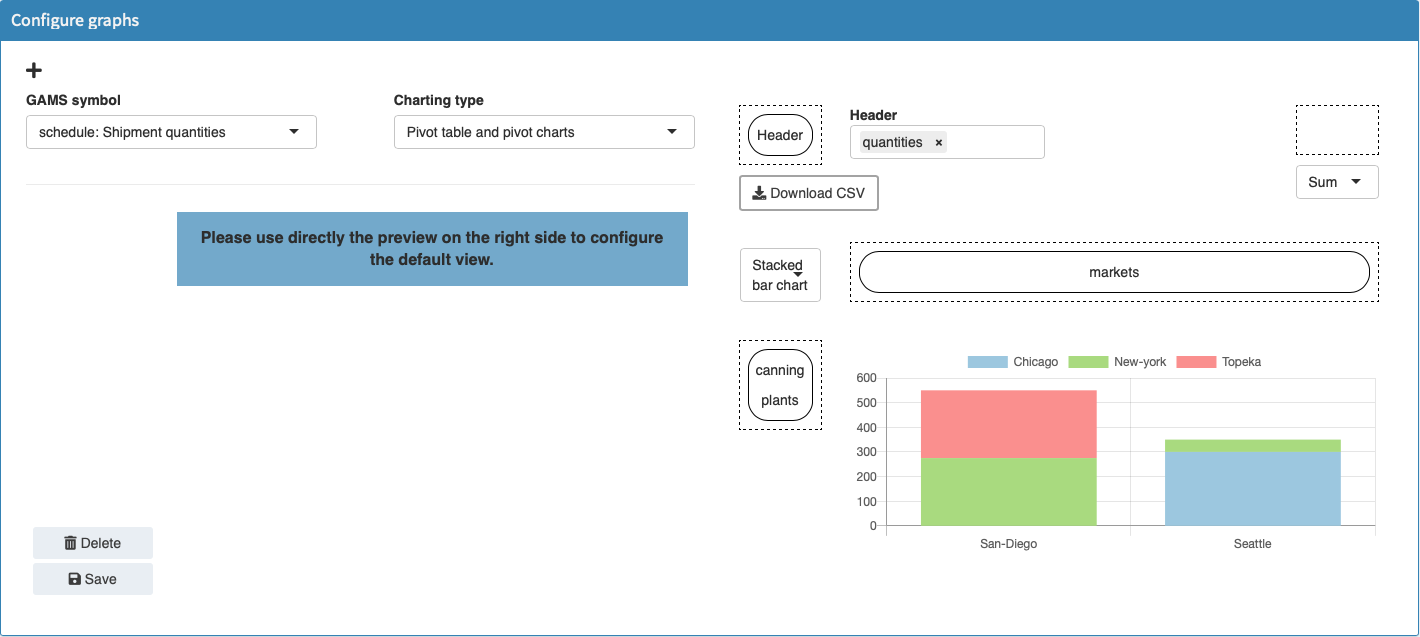 Configure graphs
GAMS symbol
schedule: Shipment quantities
Charting type
Pivot table and pivot charts
Please use directly the preview on the right side to configure
the default view.
Delete
Save
Header
Header
quantities ×
Sum
Download CSV
Stacked
bar chart
markets
canning
plants
Chicago New-york Topeka
600
500
400
300
200
100
0
San-Diego Seattle